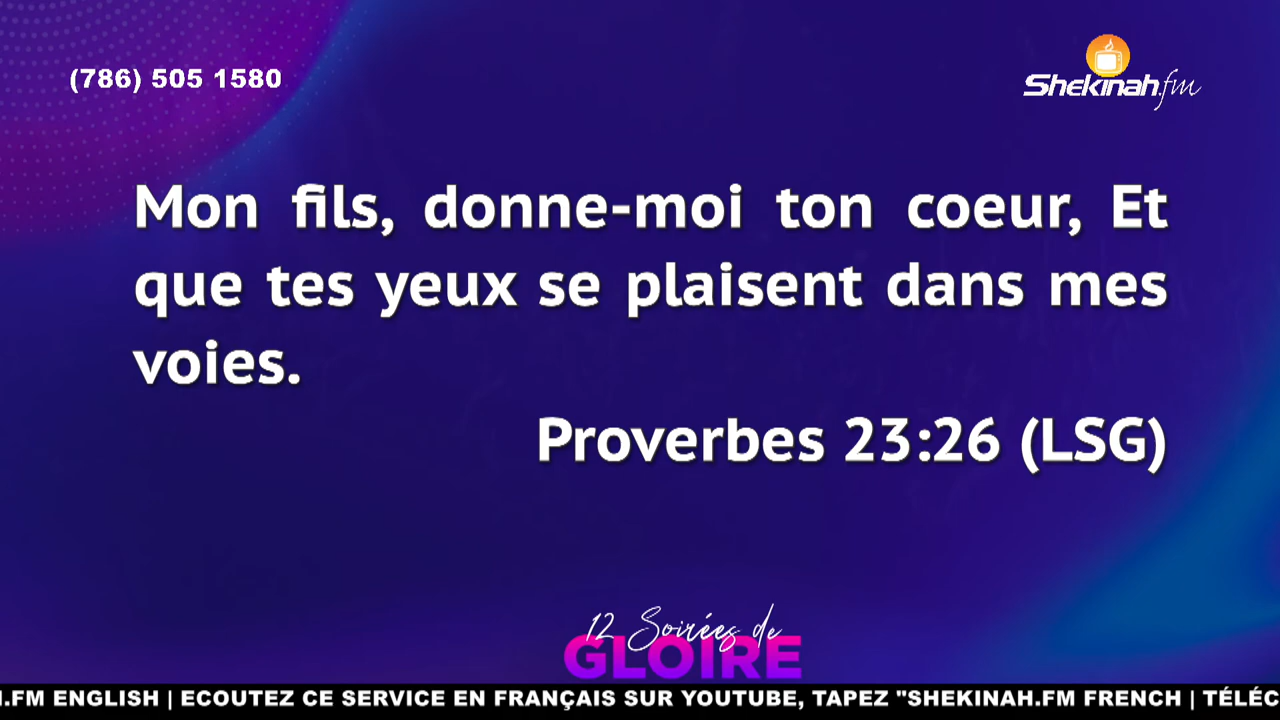 (786) 505 1580
Shekinah.fm
Mon fils, donne-moi ton coeur, Et
que tes yeux se plaisent dans mes
voies.
Proverbes 23:26 (LSG)
12 Soirées de
GLOIRE
.FM ENGLISH | ECOUTEZ CE SERVICE EN FRANÇAIS SUR YOUTUBE, TAPEZ "SHEKINAH.FM FRENCH | TÉLÉC